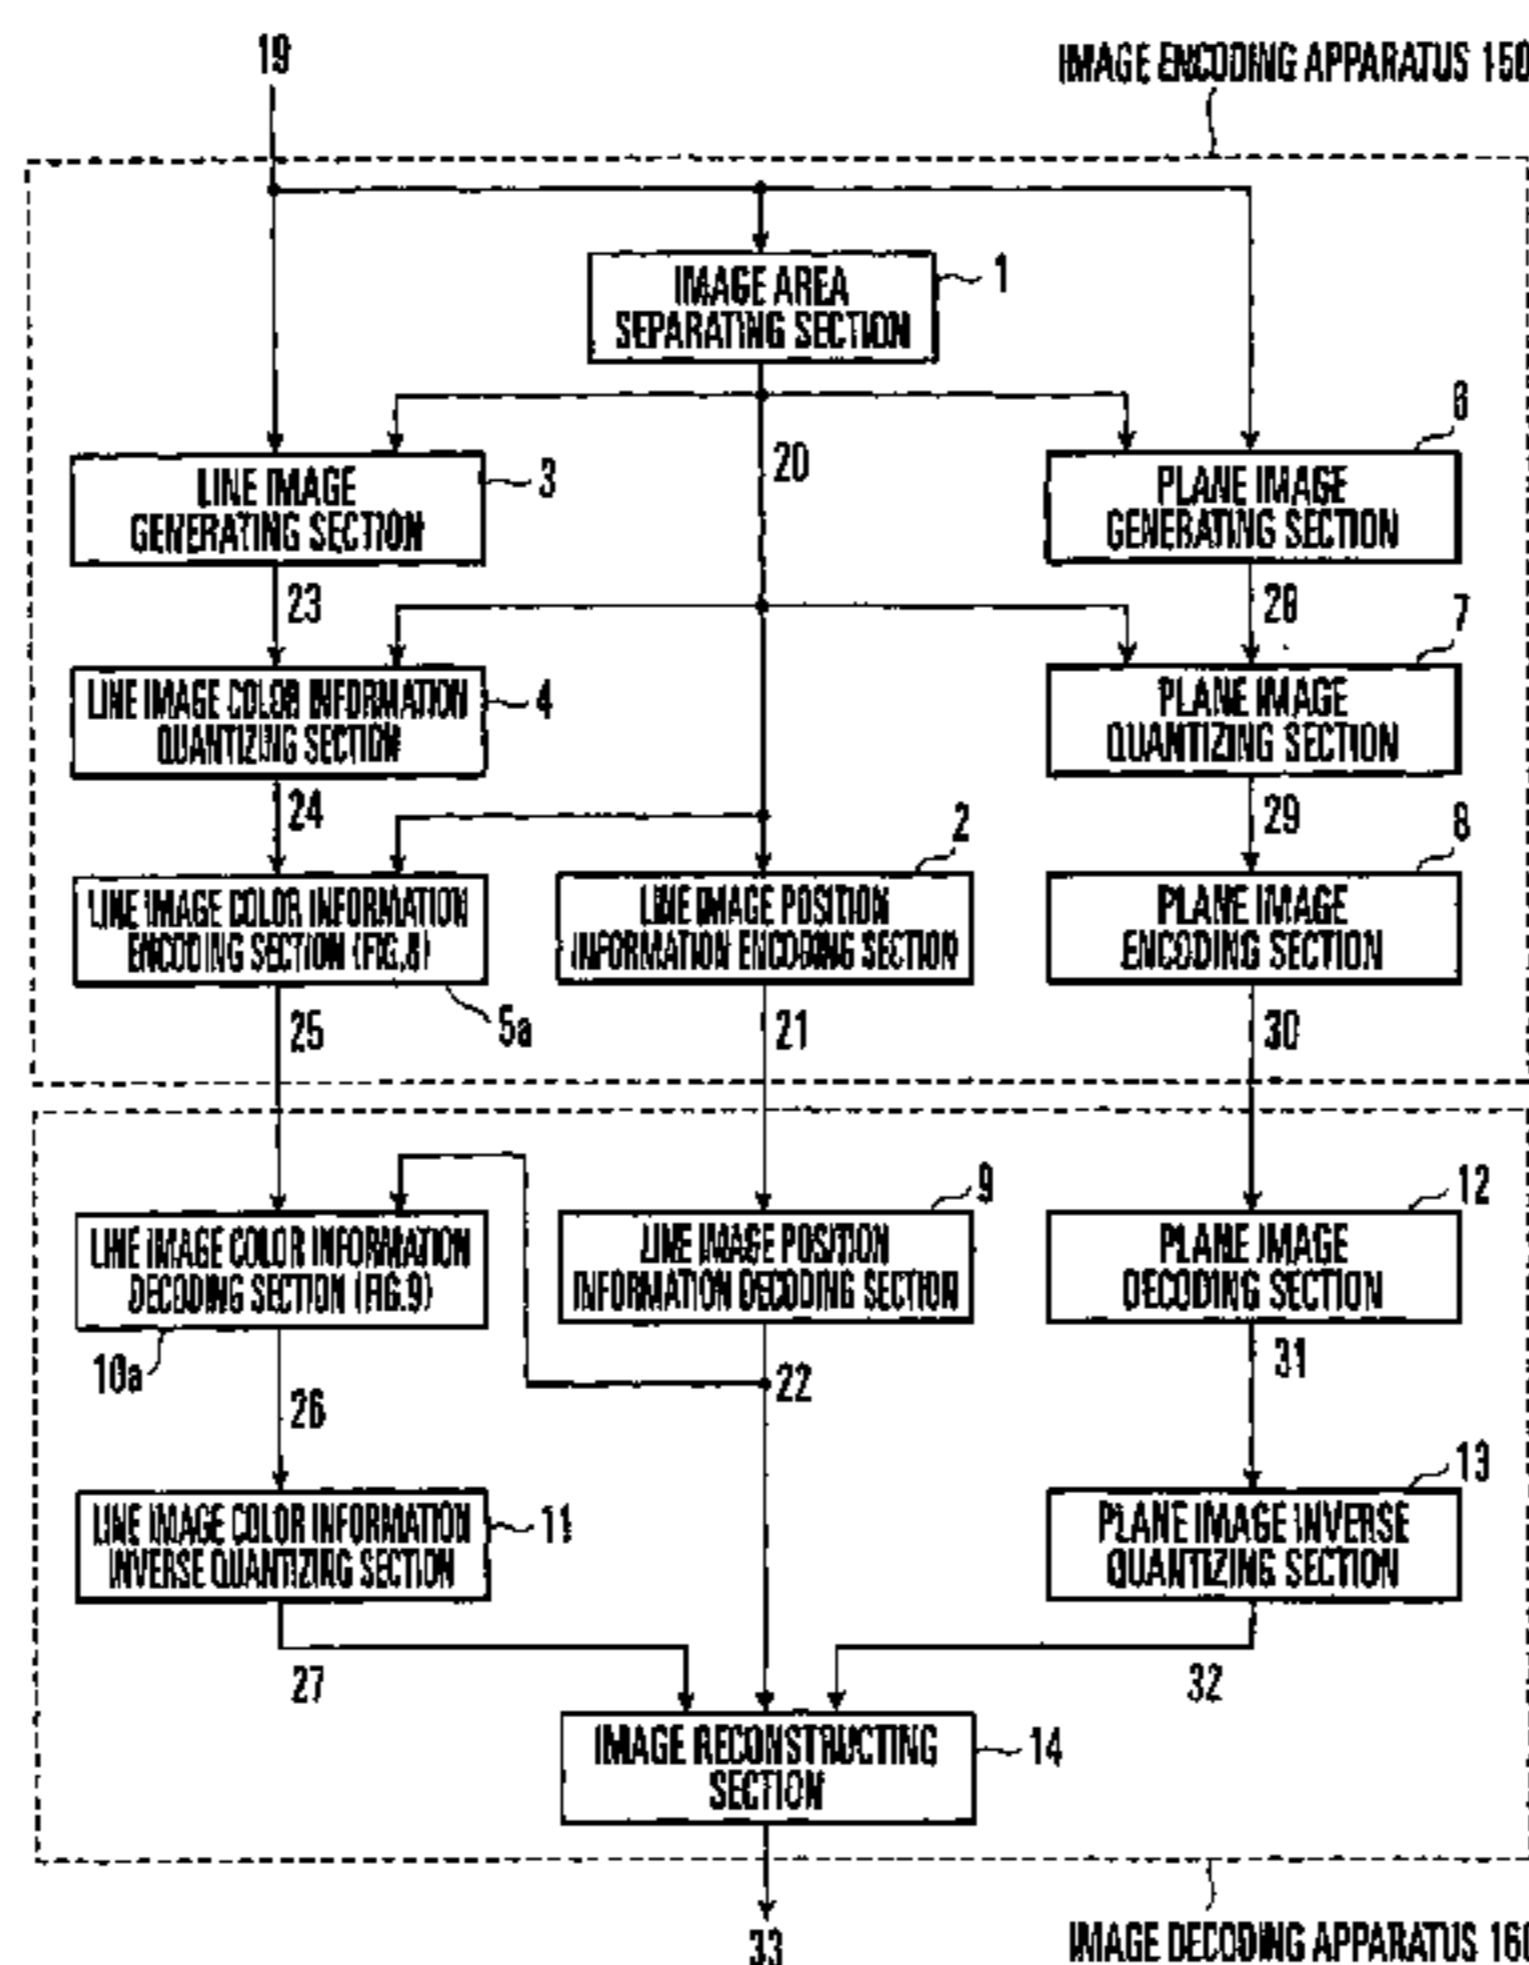 19
IMAGE ENCODING APPARATUS 150
IMAGE AREA
SEPARATING SECTION
1
LINE IMAGE
GENERATING SECTION
3
20
PLANE IMAGE
GENERATING SECTION
6
23
28
LINE IMAGE COLOR INFORMATION
QUANTIZING SECTION
4
PLANE IMAGE
QUANTIZING SECTION
7
24
29
LINE IMAGE COLOR INFORMATION
ENCODING SECTION (FIG.8)
5a
LINE IMAGE POSITION
INFORMATION ENCODING SECTION
2
PLANE IMAGE
ENCODING SECTION
8
25
21
30
LINE IMAGE COLOR INFORMATION
DECODING SECTION (FIG.9)
10a
LINE IMAGE POSITION
INFORMATION DECODING SECTION
9
PLANE IMAGE
DECODING SECTION
12
26
22
31
LINE IMAGE COLOR INFORMATION
INVERSE QUANTIZING SECTION
11
PLANE IMAGE INVERSE
QUANTIZING SECTION
13
27
32
IMAGE RECONSTRUCTING
SECTION
14
33
IMAGE DECODING APPARATUS 160